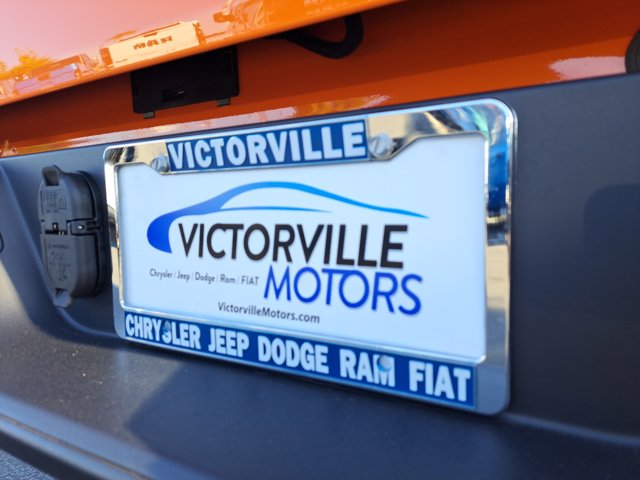 VICTORVILLE
VICTORVILLE
Chrysler | Jeep | Dodge | Ram | FIAT
MOTORS
VictorvilleMotors.com
CHRYSLER JEEP DODGE RAM FIAT